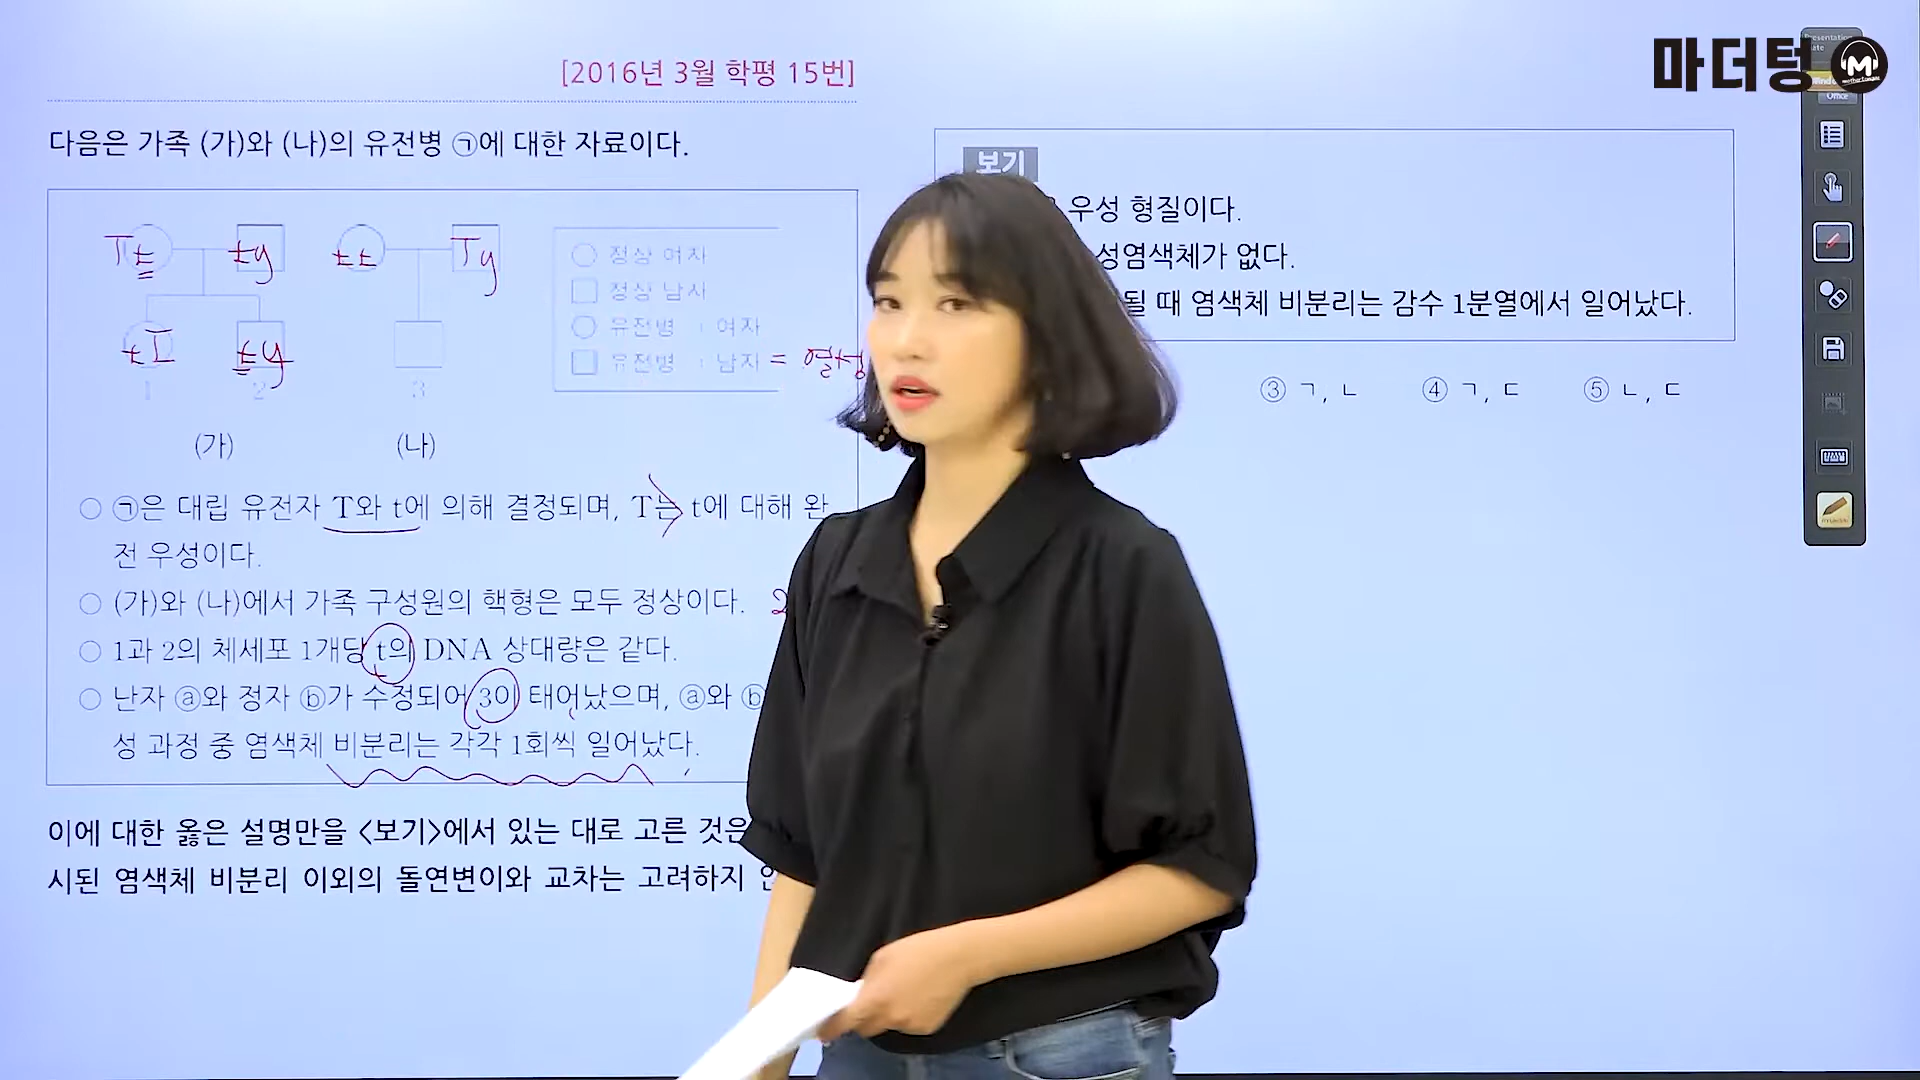 마더텅
[2016년 3월 학평 15번]
다음은 가족 (가)와 (나)의 유전병 ㉠에 대한 자료이다.
Tt ty tt Ty
tT ty
1 2 3
(가) (나)
정상 여자
정상 남자
유전병 여자
유전병 남자 = 열성
○ ㉠은 대립 유전자 T와 t에 의해 결정되며, T는 t에 대해 완
전 우성이다.
○ (가)와 (나)에서 가족 구성원의 핵형은 모두 정상이다. 2
○ 1과 2의 체세포 1개당 t의 DNA 상대량은 같다.
○ 난자 ⓐ와 정자 ⓑ가 수정되어 3이 태어났으며, ⓐ와 ⓑ
성 과정 중 염색체 비분리는 각각 1회씩 일어났다.
이에 대한 옳은 설명만을 <보기>에서 있는 대로 고른 것은
시된 염색체 비분리 이외의 돌연변이와 교차는 고려하지
보기
우성 형질이다.
성염색체가 없다.
될 때 염색체 비분리는 감수 1분열에서 일어났다.
③ ㄱ, ㄴ ④ ㄱ, ㄷ ⑤ ㄴ, ㄷ